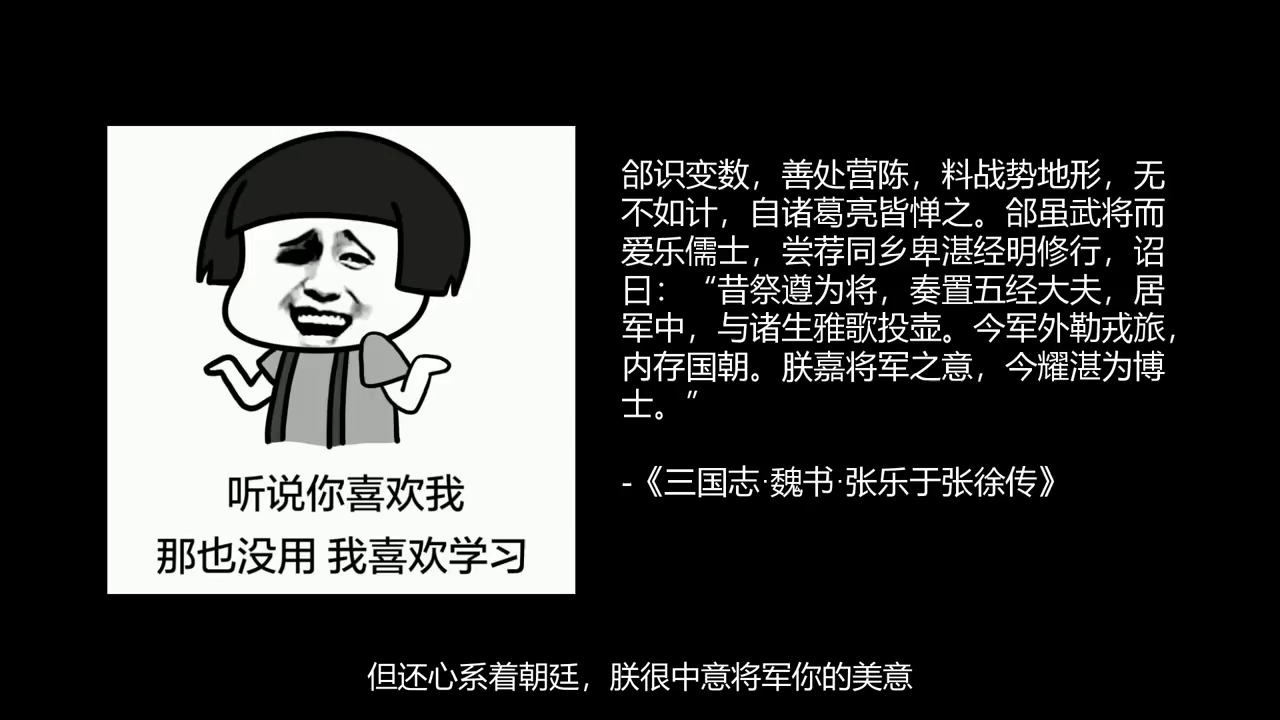 听说你喜欢我
那也没用 我喜欢学习
郃识变数，善处营陈，料战势地形，无
不如计，自诸葛亮皆惮之。郃虽武将而
爱乐儒士，尝荐同乡卑湛经明修行，诏
曰：“昔祭遵为将，奏置五经大夫，居
军中，与诸生雅歌投壶。今军外勒戎旅，
内存国朝。朕嘉将军之意，今耀湛为博
士。”
-《三国志·魏书·张乐于张徐传》
但还心系着朝廷，朕很中意将军你的美意